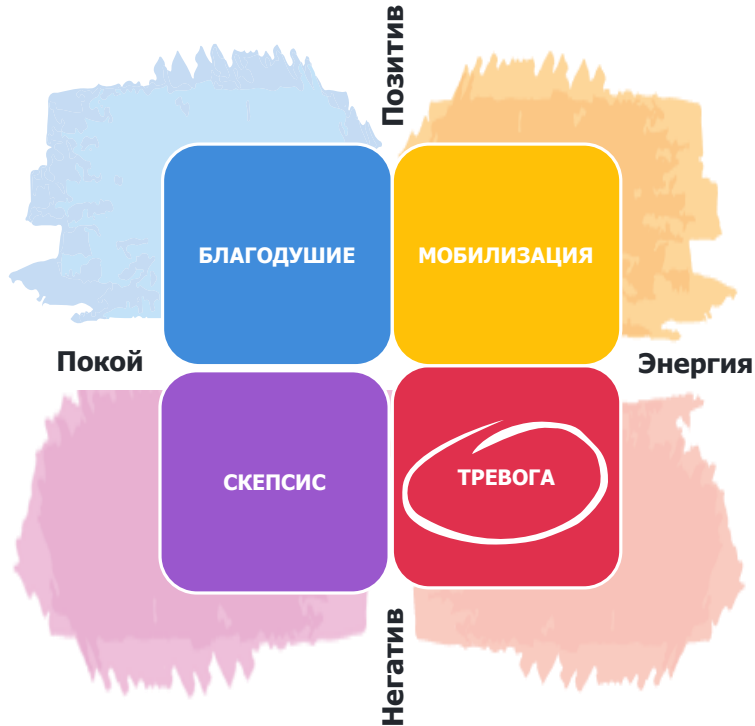 Позитив
БЛАГОДУШИЕ
МОБИЛИЗАЦИЯ
Покой
Энергия
СКЕПСИС
ТРЕВОГА
Негатив